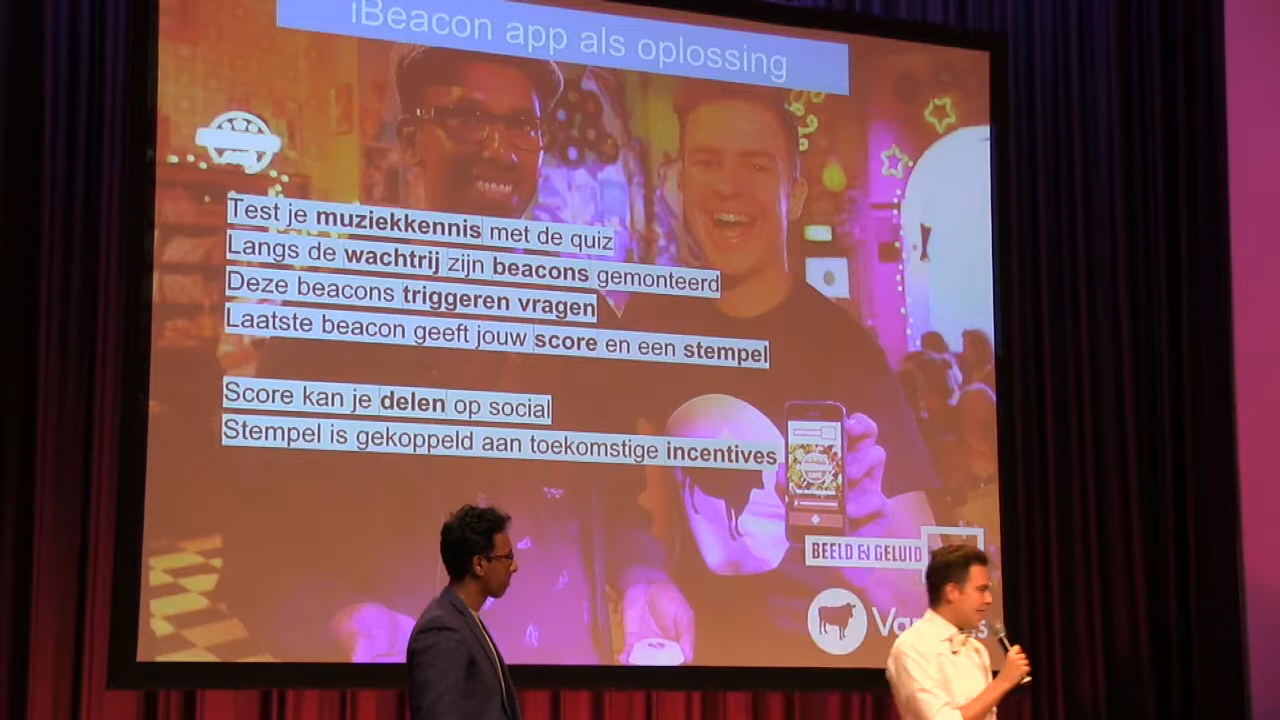 iBeacon app als oplossing
Test je muziekkennis met de quiz
Langs de wachtrij zijn beacons gemonteerd
Deze beacons triggeren vragen
Laatste beacon geeft jouw score en een stempel
Score kan je delen op social
Stempel is gekoppeld aan toekomstige incentives
BEELD EN GELUID